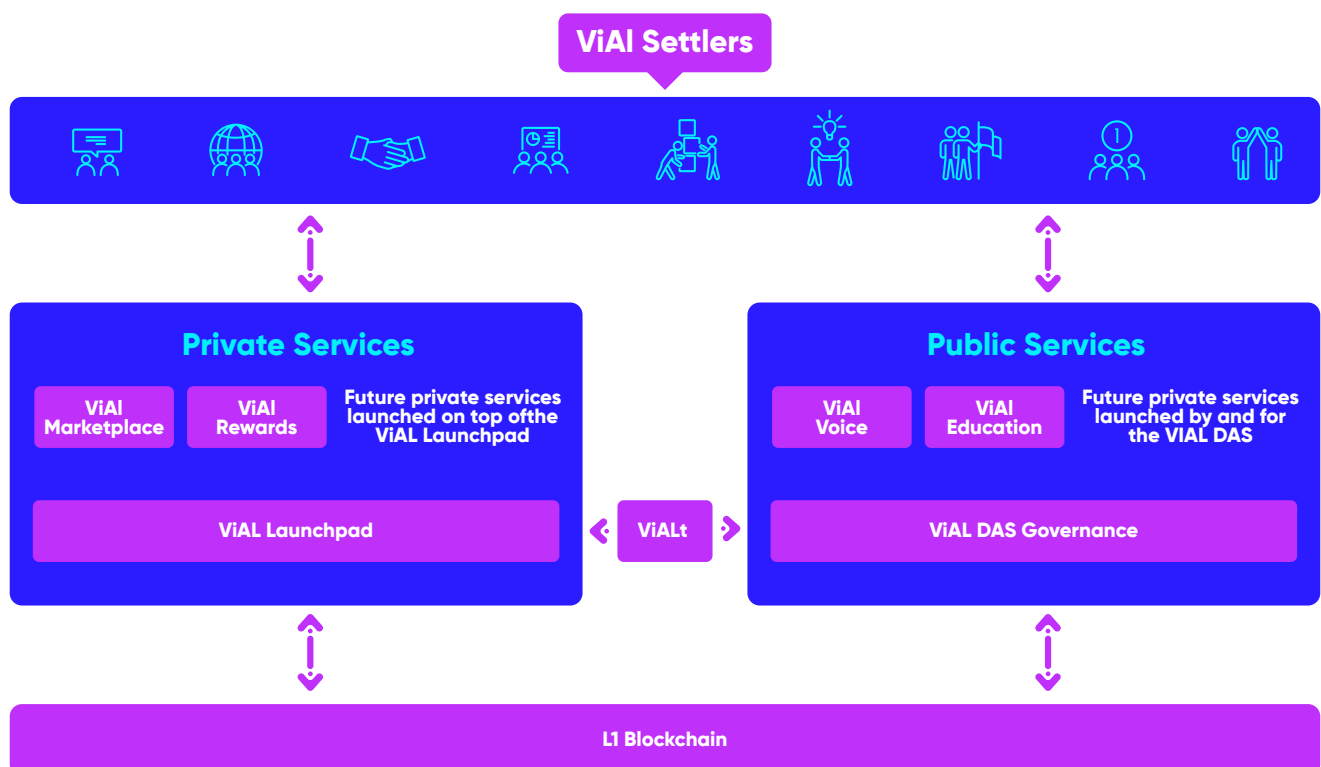 ViAl Settlers
1
Private Services
ViAl
Marketplace
ViAl
Rewards
Future private services
launched on top ofthe
ViAL Launchpad
ViAL Launchpad
ViALt
Public Services
ViAl
Voice
ViAl
Education
Future private services
launched by and for
the VIAL DAS
ViAL DAS Governance
L1 Blockchain